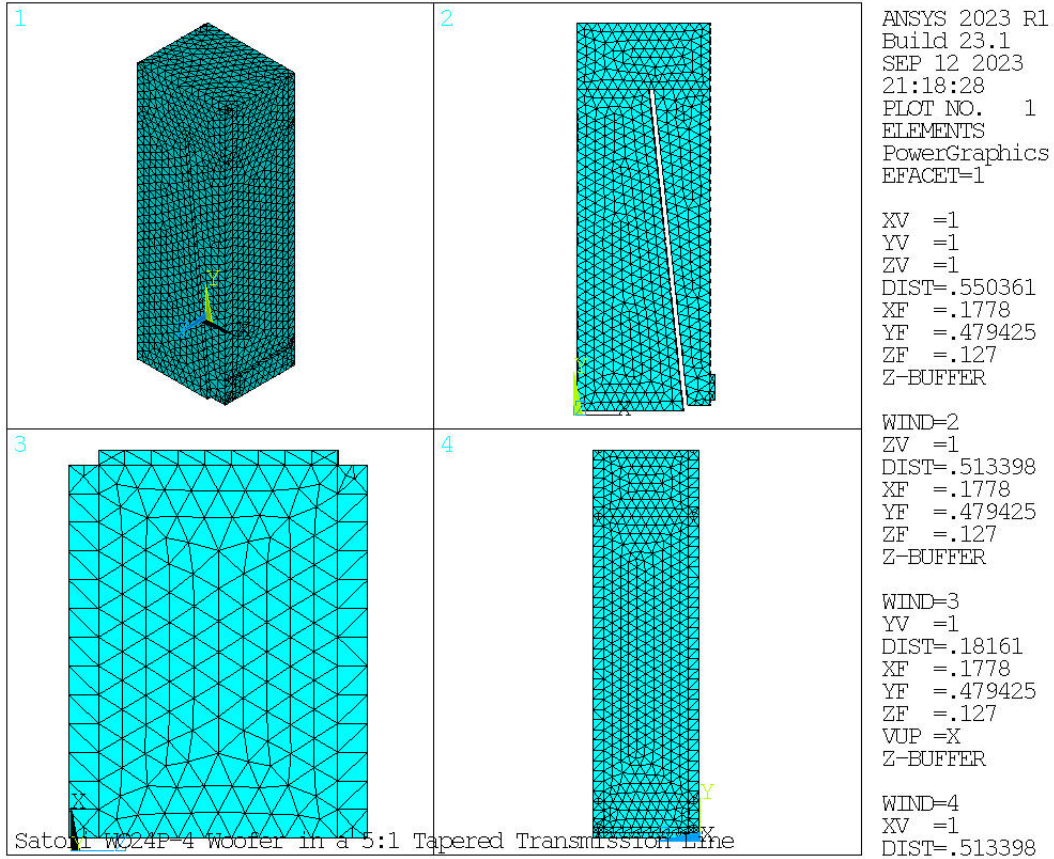 1
2
3
4
ANSYS 2023 R1
Build 23.1
SEP 12 2023
21:18:28
PLOT NO. 1
ELEMENTS
PowerGraphics
EFACET=1
XV =1
YV =1
ZV =1
DIST=.550361
XF =.1778
YF =.479425
ZF =.127
Z-BUFFER
WIND=2
ZV =1
DIST=.513398
XF =.1778
YF =.479425
ZF =.127
Z-BUFFER
WIND=3
YV =1
DIST=.18161
XF =.1778
YF =.479425
ZF =.127
VUP =X
Z-BUFFER
WIND=4
XV =1
DIST=.513398
Y
X
X
Y
X
Satori WO24P-4 Woofer in a 5:1 Tapered Transmission Line